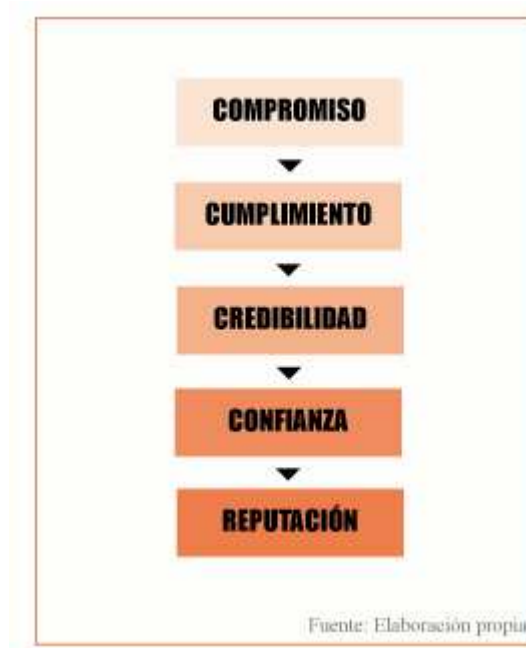 COMPROMISO
CUMPLIMIENTO
CREDIBILIDAD
CONFIANZA
REPUTACIÓN
Fuente: Elaboración propia